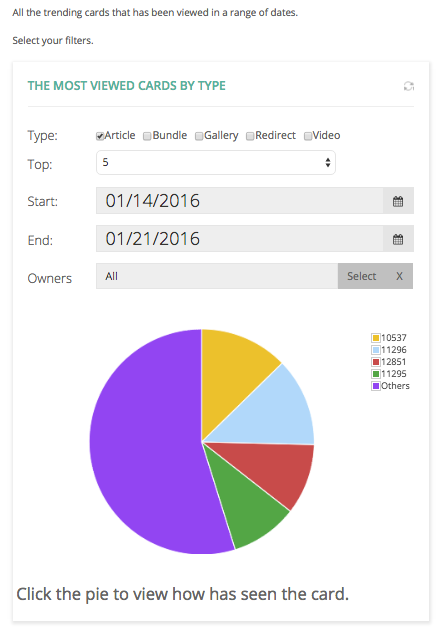 All the trending cards that has been viewed in a range of dates.
Select your filters.
THE MOST VIEWED CARDS BY TYPE
Type: Article Bundle Gallery Redirect Video
Top: 5
Start: 01/14/2016
End: 01/21/2016
Owners All Select X
10537
11296
12851
11295
Others
Click the pie to view how has seen the card.